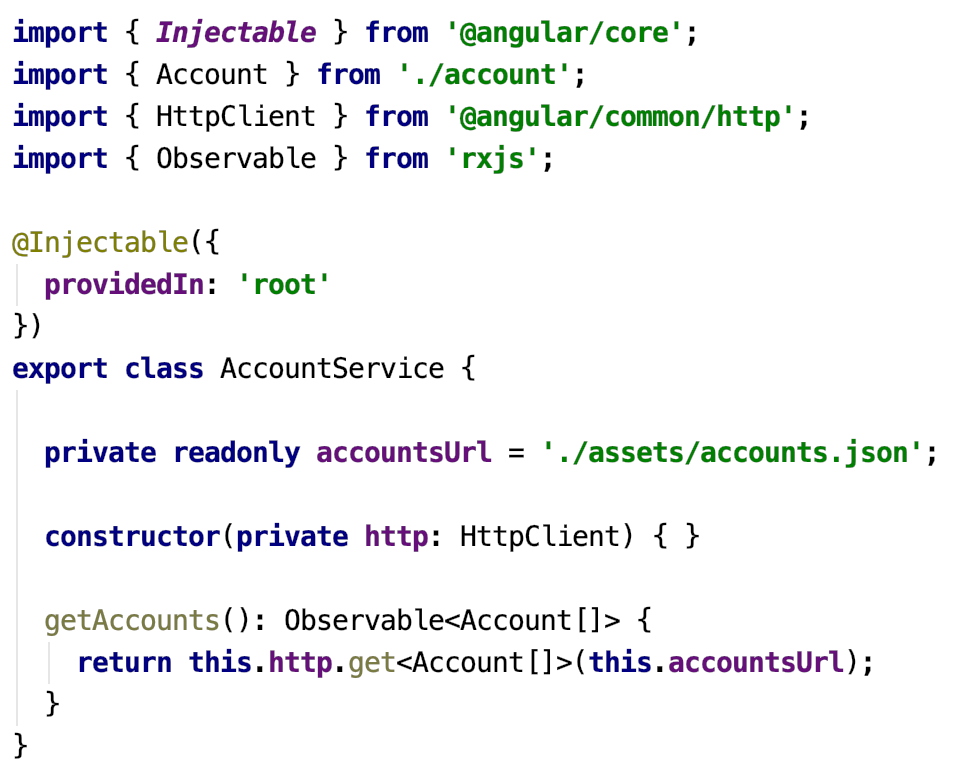 import { Injectable } from '@angular/core';
import { Account } from './account';
import { HttpClient } from '@angular/common/http';
import { Observable } from 'rxjs';

@Injectable({
  providedIn: 'root'
})
export class AccountService {

  private readonly accountsUrl = './assets/accounts.json';

  constructor(private http: HttpClient) { }

  getAccounts(): Observable<Account[]> {
    return this.http.get<Account[]>(this.accountsUrl);
  }
}